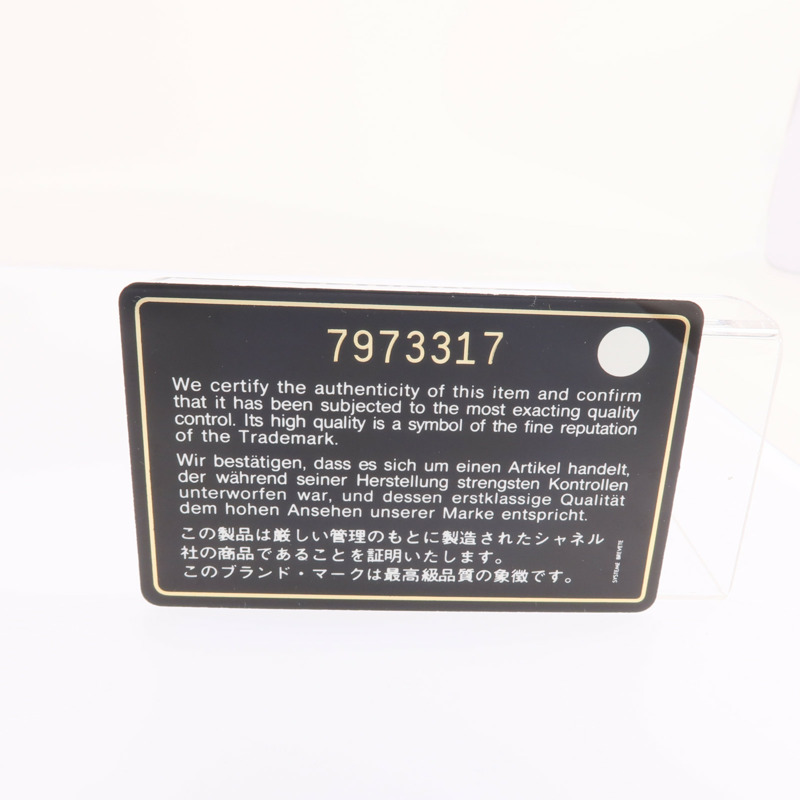 7973317
We certify the authenticity of this item and confirm
that it has been subjected to the most exacting quality
control. Its high quality is a symbol of the fine reputation
of the Trademark.
Wir bestätigen, dass es sich um einen Artikel handelt,
der während seiner Herstellung strengsten Kontrollen
unterworfen war, und dessen erstklassige Qualität
dem hohen Ansehen unserer Marke entspricht.
この製品は厳しい管理のもとに製造されたシャネル
社の商品であることを証明いたします。
このブランド・マークは最高級品質の象徴です。
SYSTEME BREVETE